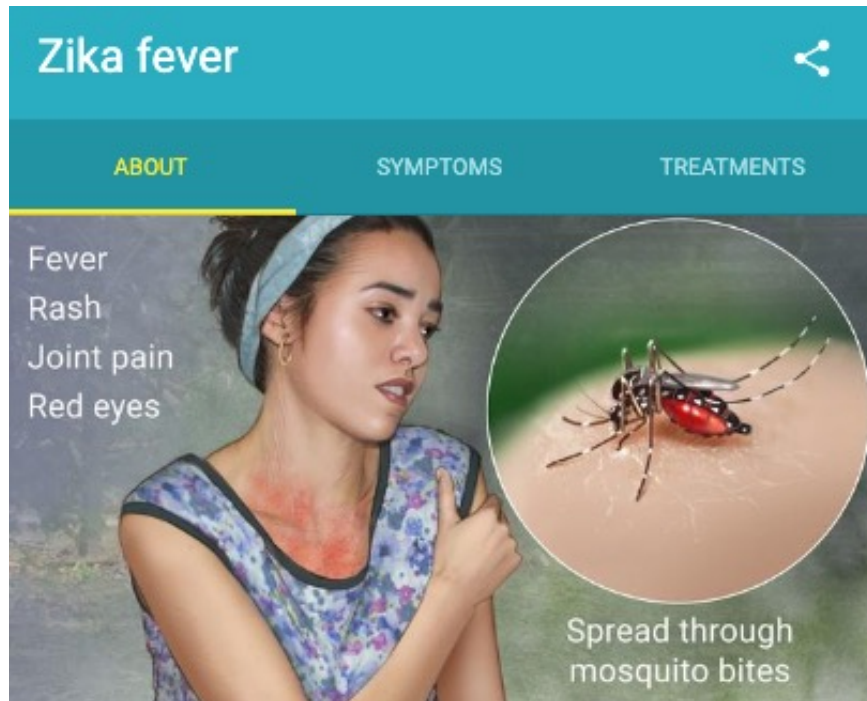 Zika fever
ABOUT
SYMPTOMS
TREATMENTS
Fever
Rash
Joint pain
Red eyes
Spread through
mosquito bites